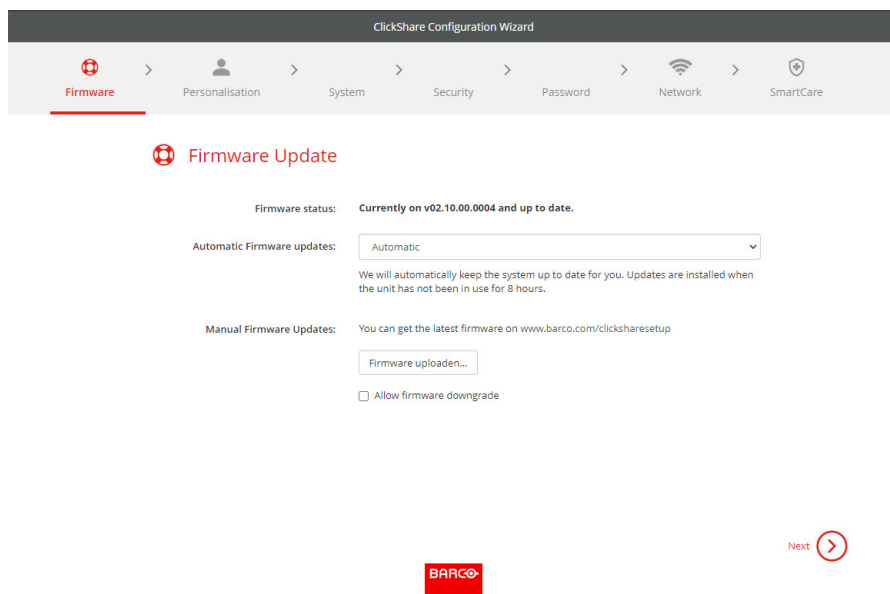 ClickShare Configuration Wizard
Firmware
Personalisation
System
Security
Password
Network
SmartCare
Firmware Update
Firmware status: Currently on v02.10.00.0004 and up to date.
Automatic Firmware updates: Automatic
We will automatically keep the system up to date for you. Updates are installed when
the unit has not been in use for 8 hours.
Manual Firmware Updates: You can get the latest firmware on www.barco.com/clicksharesetup
Firmware uploaden...
Allow firmware downgrade
Next
BARCO